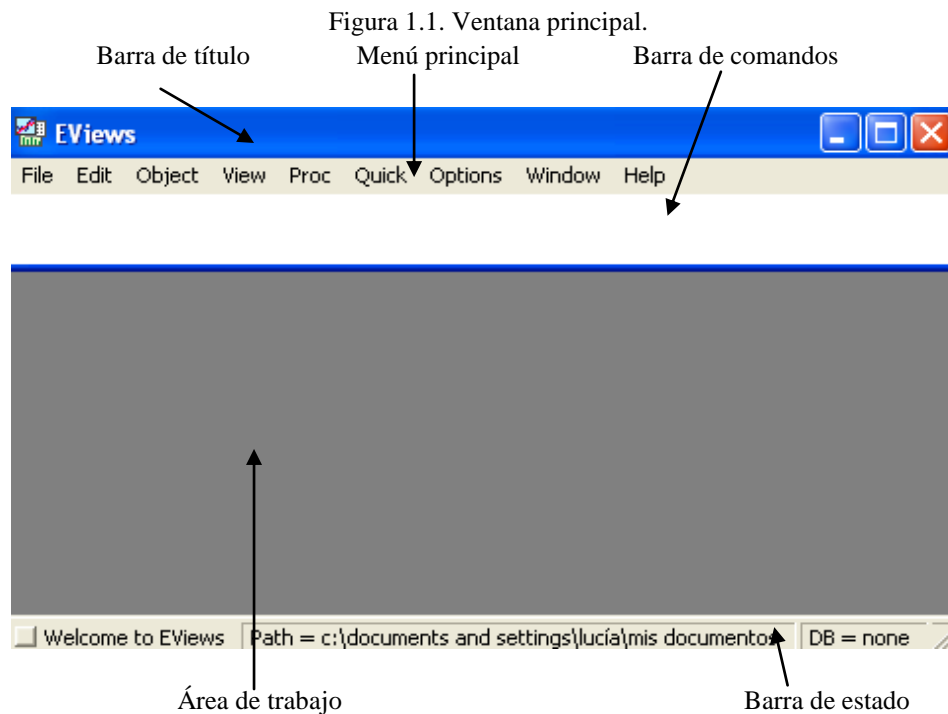 Figura 1.1. Ventana principal.
Barra de título Menú principal Barra de comandos
EViews
File Edit Object View Proc Quick Options Window Help
Welcome to EViews Path = c:\documents and settings\lucía\mis documentos DB = none
Área de trabajo Barra de estado